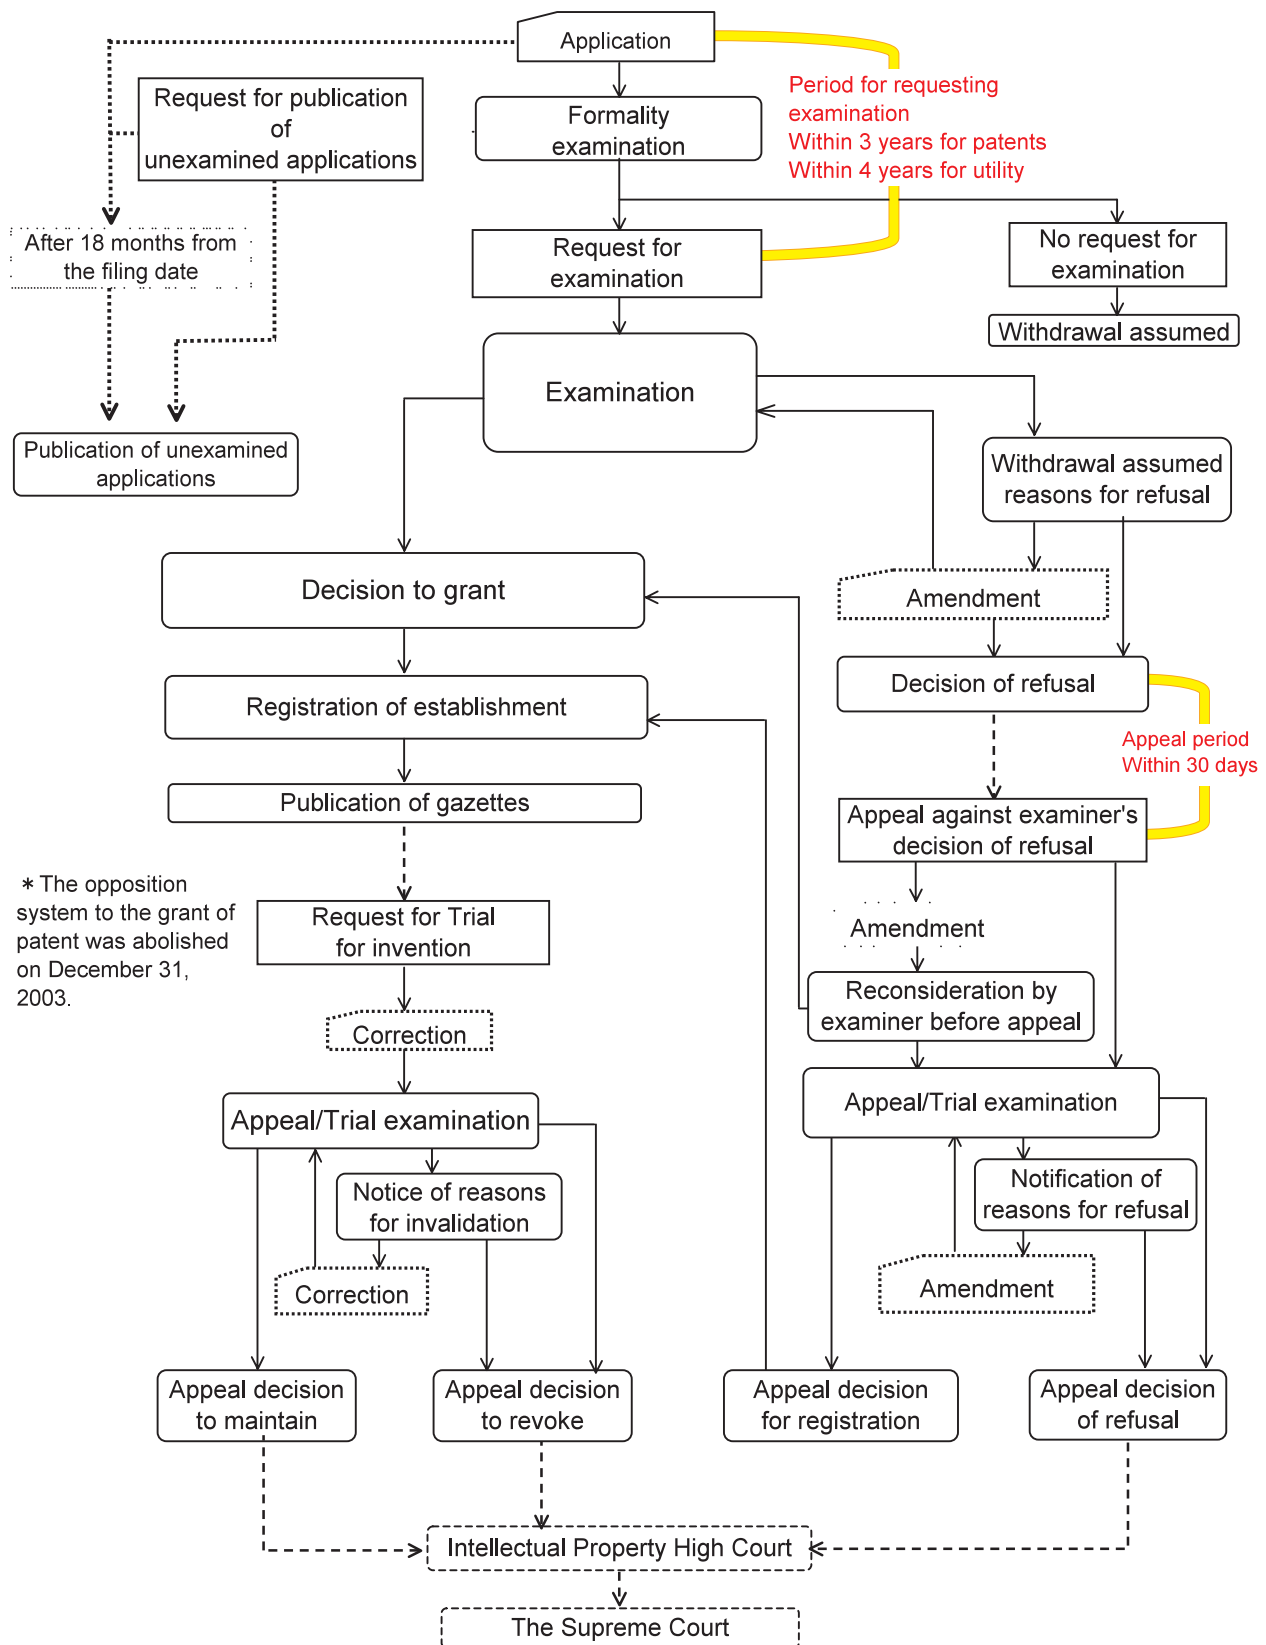 Application
Request for publication
of
unexamined applications
Formality
examination
Period for requesting
examination
Within 3 years for patents
Within 4 years for utility
After 18 months from
the filing date
Request for
examination
No request for
examination
Withdrawal assumed
Examination
Publication of unexamined
applications
Withdrawal assumed
reasons for refusal
Decision to grant
Amendment
Decision of refusal
Registration of establishment
Appeal period
Within 30 days
Publication of gazettes
Appeal against examiner's
decision of refusal
* The opposition
system to the grant of
patent was abolished
on December 31,
2003.
Request for Trial
for invention
Amendment
Reconsideration by
examiner before appeal
Correction
Appeal/Trial examination
Appeal/Trial examination
Notice of reasons
for invalidation
Notification of
reasons for refusal
Correction
Amendment
Appeal decision
to maintain
Appeal decision
to revoke
Appeal decision
for registration
Appeal decision
of refusal
Intellectual Property High Court
The Supreme Court